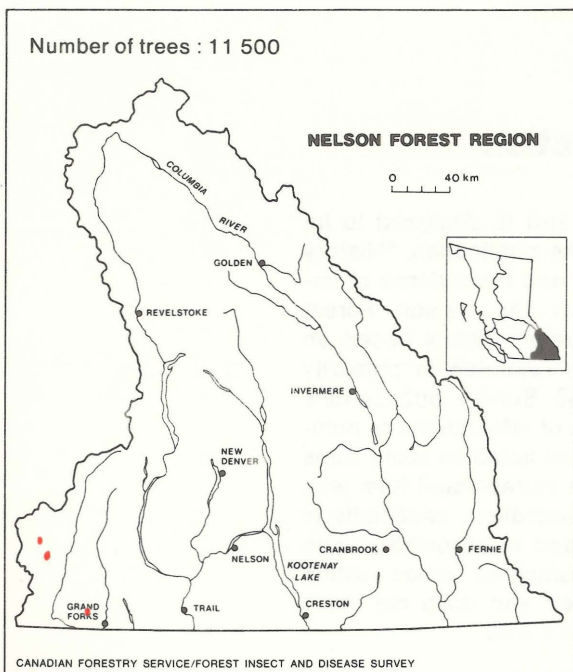 Number of trees : 11 500
NELSON FOREST REGION
0 40 km
COLUMBIA
RIVER
GOLDEN
REVELSTOKE
INVERMERE
NEW
DENVER
NELSON
KOOTENAY
LAKE
CRANBROOK
FERNIE
GRAND
FORKS
TRAIL
CRESTON
CANADIAN FORESTRY SERVICE/FOREST INSECT AND DISEASE SURVEY